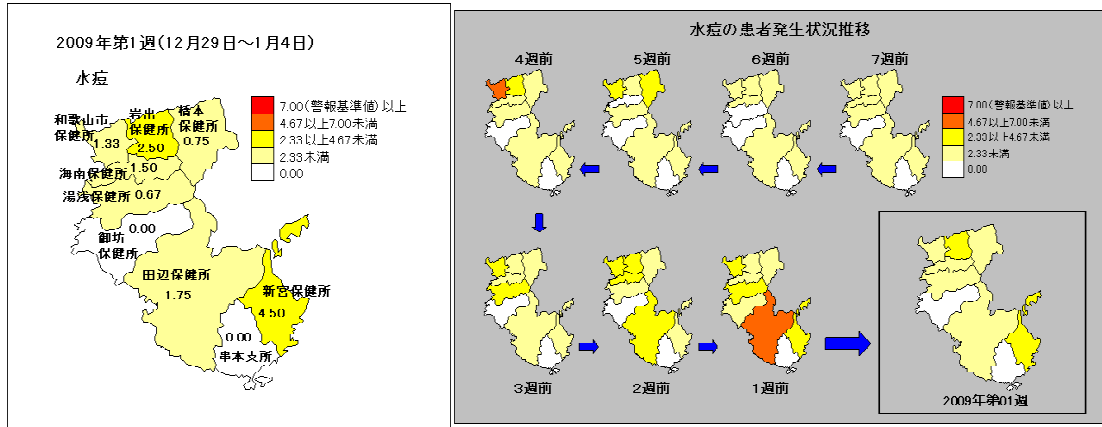 2009年第1週(12月29日～1月4日)
水痘
7.00(警報基準値)以上
4.67以上7.00未満
2.33以上4.67未満
2.33未満
0.00
和歌山市
保健所
1.33
岩出
保健所
2.50
橋本
保健所
0.75
1.50
海南保健所
湯浅保健所 0.67
0.00
御坊
保健所
田辺保健所
1.75
新宮保健所
4.50
0.00
串本支所
水痘の患者発生状況推移
4週前
5週前
6週前
7週前
7.00(警報基準値)以上
4.67以上7.00未満
2.33以上4.67未満
2.33未満
0.00
3週前
2週前
1週前
2009年第01週